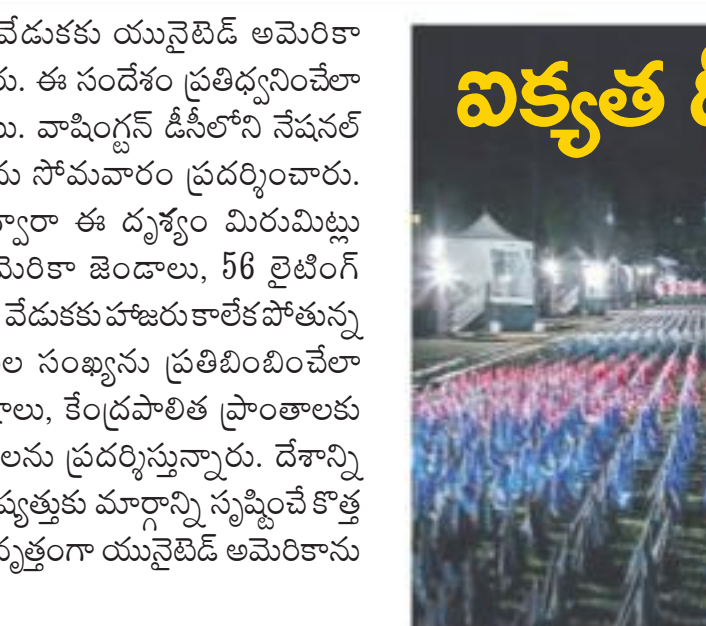 వేడుకకు యునైటెడ్ అమెరికా
రు. ఈ సందేశం ప్రతిధ్వనించేలా
వాషింగ్టన్ డీసీలోని నేషనల్
సోమవారం ప్రదర్శించారు.
ఈ దృశ్యం మిరుమిట్లు
జెండాలు, 56 లైటింగ్
వేడుకకు హాజరుకాలేకపోతున్న
సంఖ్యను ప్రతిబింబించేలా
కేంద్రపాలిత ప్రాంతాలకు
లను ప్రదర్శిస్తున్నారు. దేశాన్ని
ష్యత్తుకు మార్గాన్ని సృష్టించే కొత్త
వృత్తంగా యునైటెడ్ అమెరికాను
ఐక్యత